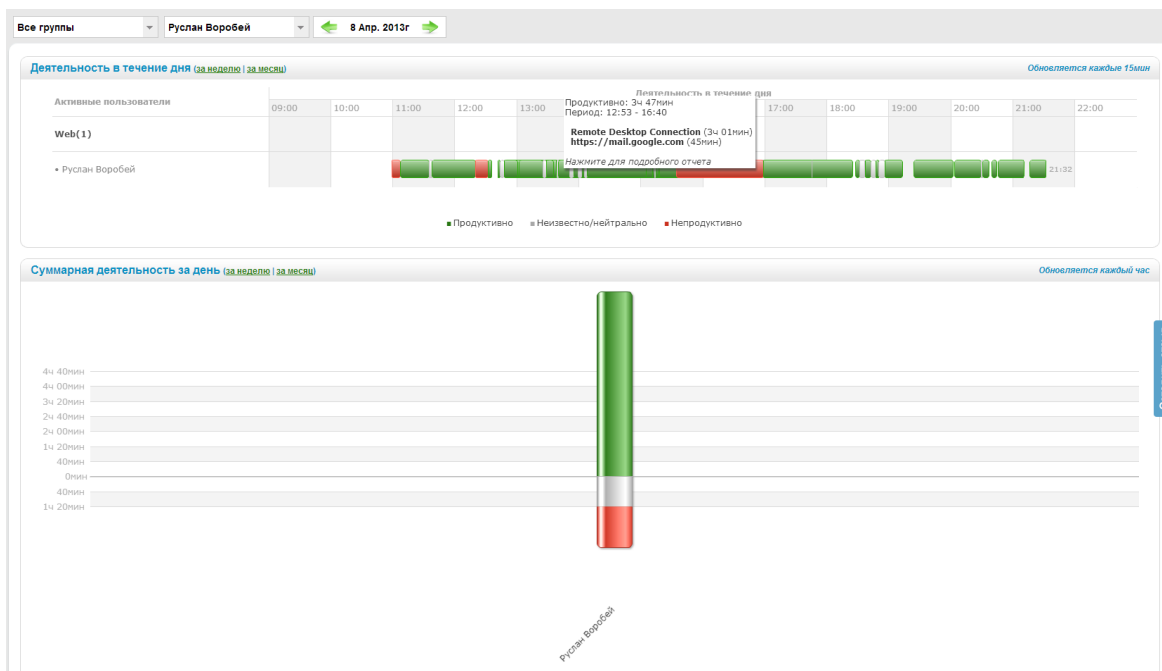 Все группы Руслан Воробей 8 Апр. 2013г
Деятельность в течение дня (за неделю | за месяц) Обновляется каждые 15мин
Деятельность в течение дня
Активные пользователи 09:00 10:00 11:00 12:00 13:00 17:00 18:00 19:00 20:00 21:00 22:00
Продуктивно: 3ч 47мин
Период: 12:53 - 16:40
Web(1)
Remote Desktop Connection (3ч 01мин)
https://mail.google.com (45мин)
Нажмите для подробного отчета
• Руслан Воробей 21:32
Продуктивно Неизвестно/нейтрально Непродуктивно
Суммарная деятельность за день (за неделю | за месяц) Обновляется каждый час
4ч 40мин
4ч 00мин
3ч 20мин
2ч 40мин
2ч 00мин
1ч 20мин
40мин
0мин
40мин
1ч 20мин
Руслан Воробей